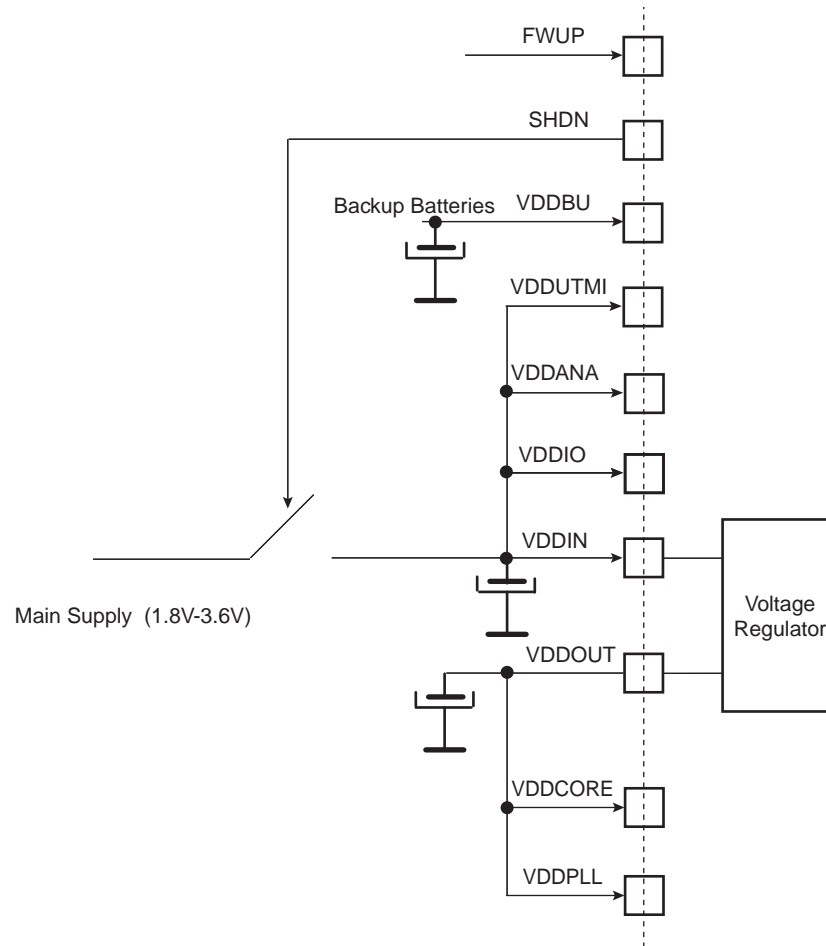 FWUP
SHDN
Backup Batteries
VDDBU
VDDUTMI
VDDANA
VDDIO
VDDIN
Main Supply (1.8V-3.6V)
Voltage
Regulator
VDDOUT
VDDCORE
VDDPLL